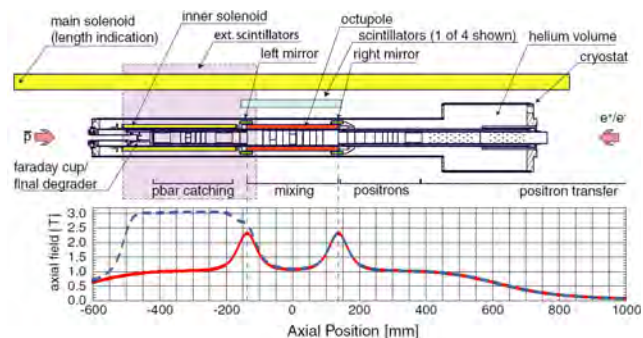 main solenoid
(length indication)
inner solenoid
ext.scintillators
left mirror
octupole
scintillators (1 of 4 shown)
right mirror
helium volume
cryostat
p̅
e⁺/e⁻
faraday cup/
final degrader
pbar catching
mixing
positrons
positron transfer
axial field [T]
3.0
2.5
2.0
1.5
1.0
0.5
0.0
-600 -400 -200 0 200 400 600 800 1000
Axial Position [mm]